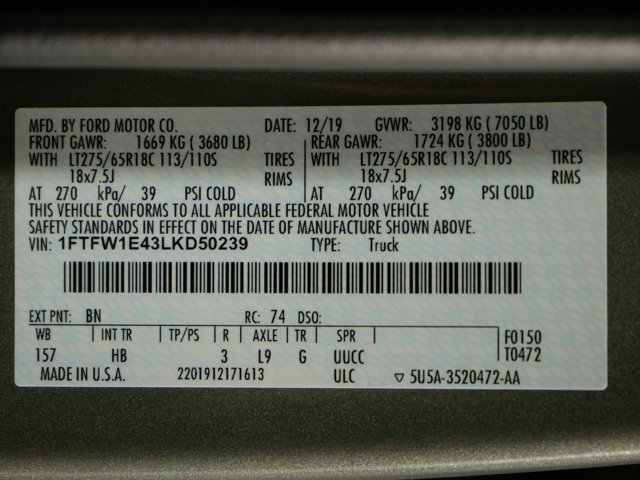 MFD. BY FORD MOTOR CO. DATE: 12/19 GVWR: 3198 KG ( 7050 LB)
FRONT GAWR: 1669 KG ( 3680 LB) REAR GAWR: 1724 KG ( 3800 LB)
WITH LT275/65R18C 113/110S TIRES WITH LT275/65R18C 113/110S TIRES
18x7.5J RIMS 18x7.5J RIMS
AT 270 kPa/ 39 PSI COLD AT 270 kPa/ 39 PSI COLD
THIS VEHICLE CONFORMS TO ALL APPLICABLE FEDERAL MOTOR VEHICLE
SAFETY STANDARDS IN EFFECT ON THE DATE OF MANUFACTURE SHOWN ABOVE.
VIN: 1FTFW1E43LKD50239 TYPE: Truck
EXT PNT: BN RC: 74 DSO:
WB INT TR TP/PS R AXLE TR SPR F0150
157 HB 3 L9 G UUCC T0472
MADE IN U.S.A. 2201912171613 ULC ▽ 5U5A-3520472-AA